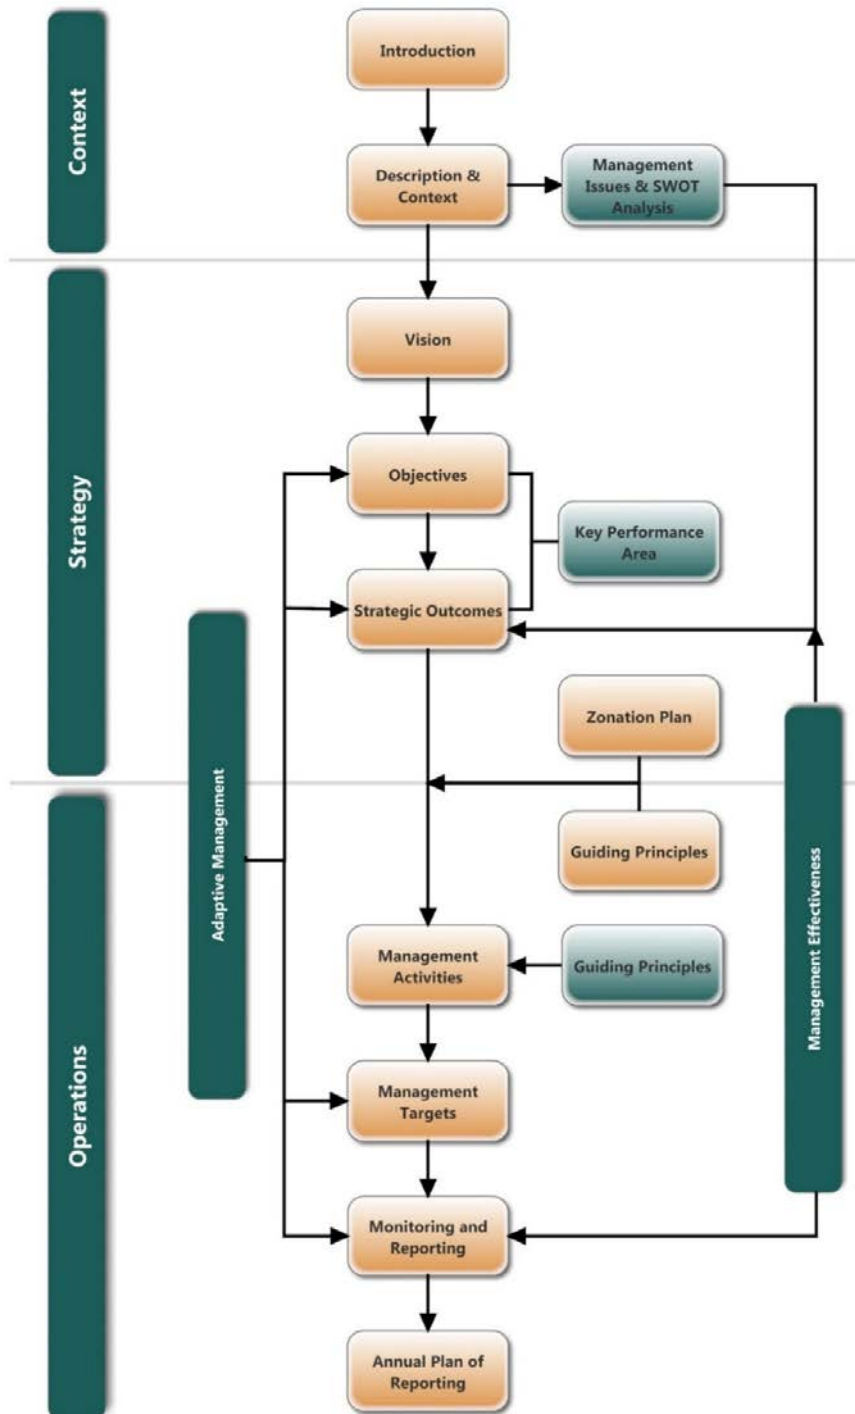 Context
Introduction
Description &
Context
Management
Issues & SWOT
Analysis
Strategy
Vision
Objectives
Key Performance
Area
Strategic Outcomes
Zonation Plan
Adaptive Management
Guiding Principles
Management Effectiveness
Operations
Management
Activities
Guiding Principles
Management
Targets
Monitoring and
Reporting
Annual Plan of
Reporting